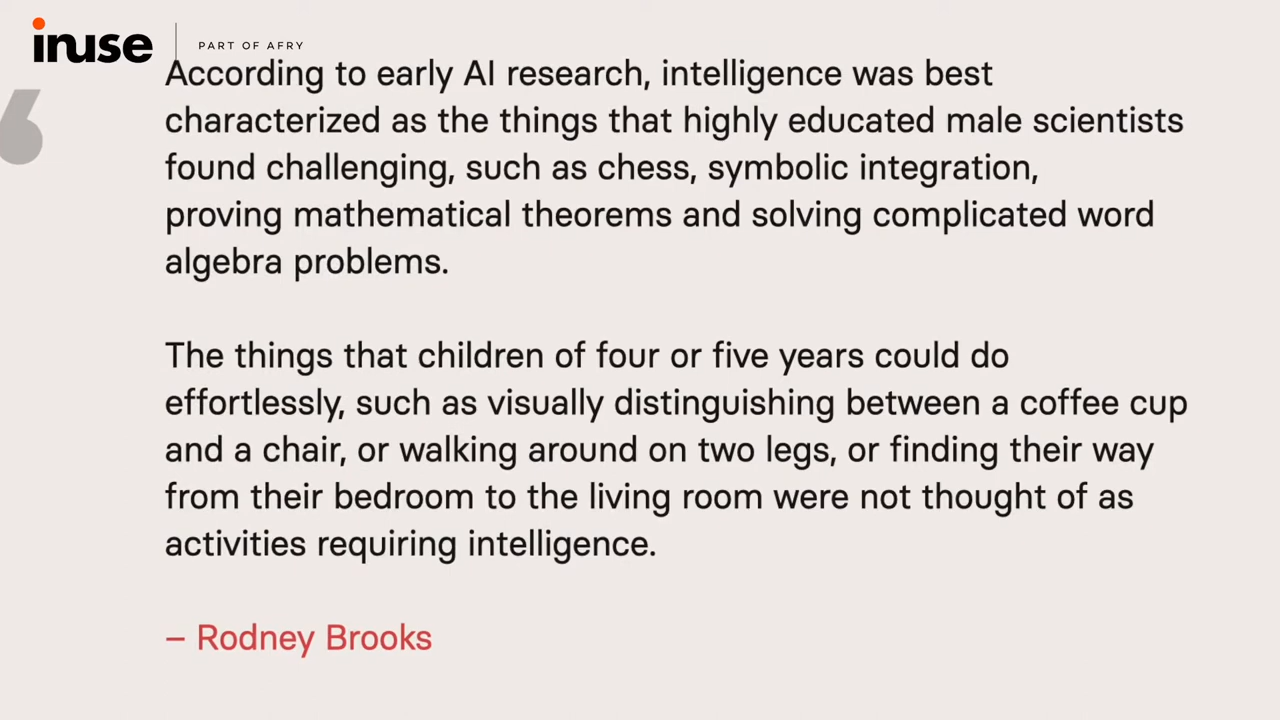 inuse
PART OF AFRY
According to early AI research, intelligence was best
characterized as the things that highly educated male scientists
found challenging, such as chess, symbolic integration,
proving mathematical theorems and solving complicated word
algebra problems.
The things that children of four or five years could do
effortlessly, such as visually distinguishing between a coffee cup
and a chair, or walking around on two legs, or finding their way
from their bedroom to the living room were not thought of as
activities requiring intelligence.
– Rodney Brooks